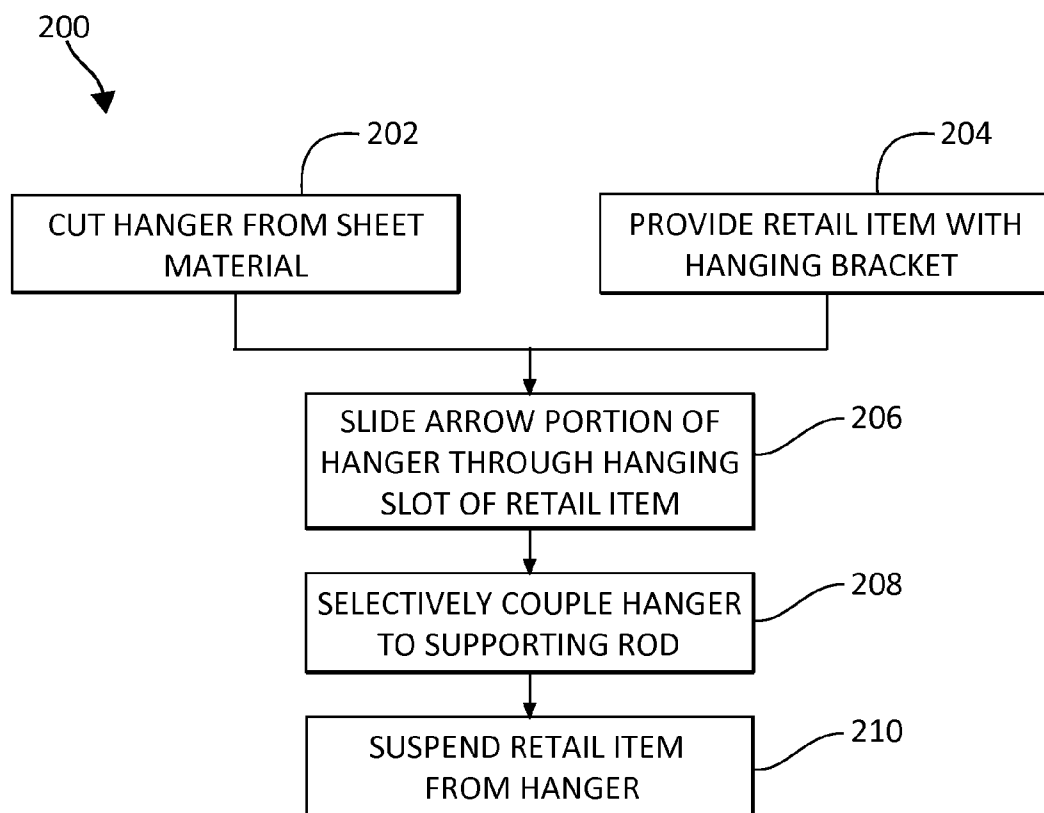 200
202
204
CUT HANGER FROM SHEET
MATERIAL
PROVIDE RETAIL ITEM WITH
HANGING BRACKET
206
SLIDE ARROW PORTION OF
HANGER THROUGH HANGING
SLOT OF RETAIL ITEM
208
SELECTIVELY COUPLE HANGER
TO SUPPORTING ROD
210
SUSPEND RETAIL ITEM
FROM HANGER